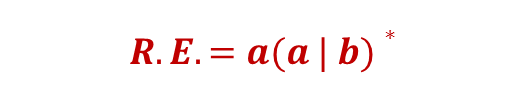 R.E.= a(a | b) *